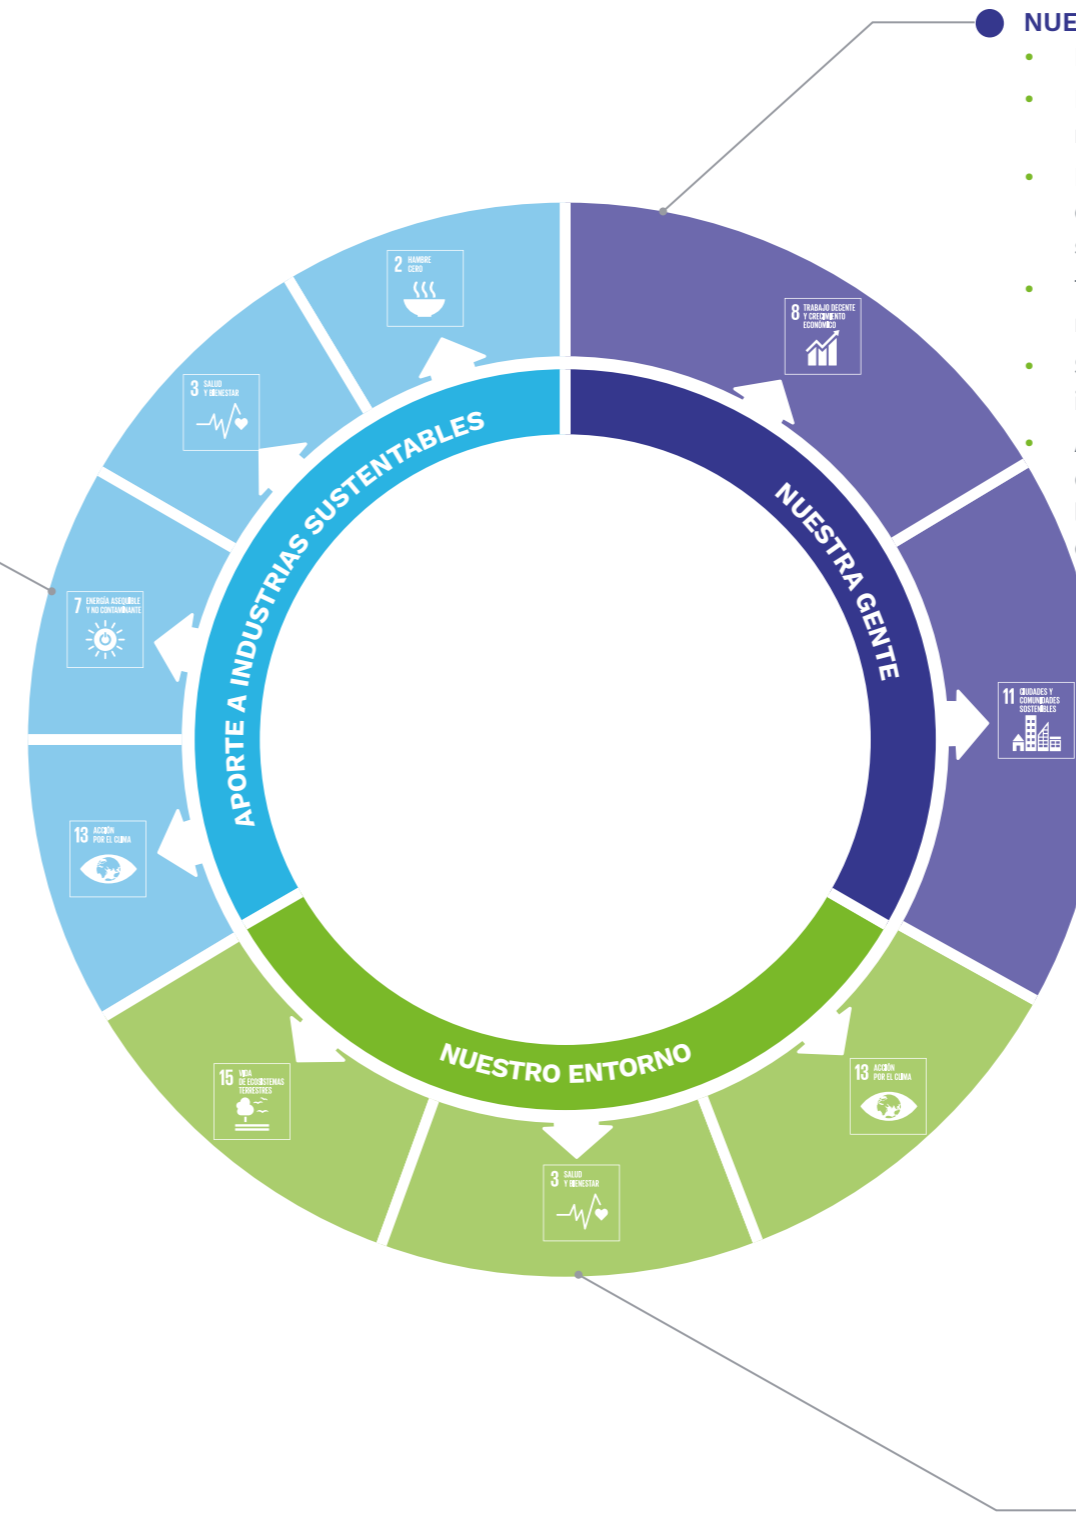 NUE
2 HAMBRE
CERO
8 TRABAJO DECENTE
Y CRECIMIENTO
ECONÓMICO
3 SALUD
Y BIENESTAR
APORTE A INDUSTRIAS SUSTENTABLES
NUESTRA GENTE
7 ENERGÍA ASEQUIBLE
Y NO CONTAMINANTE
11 CIUDADES Y
COMUNIDADES
SOSTENIBLES
13 ACCIÓN
POR EL CLIMA
NUESTRO ENTORNO
15 VIDA
DE ECOSISTEMAS
TERRESTRES
13 ACCIÓN
POR EL CLIMA
3 SALUD
Y BIENESTAR